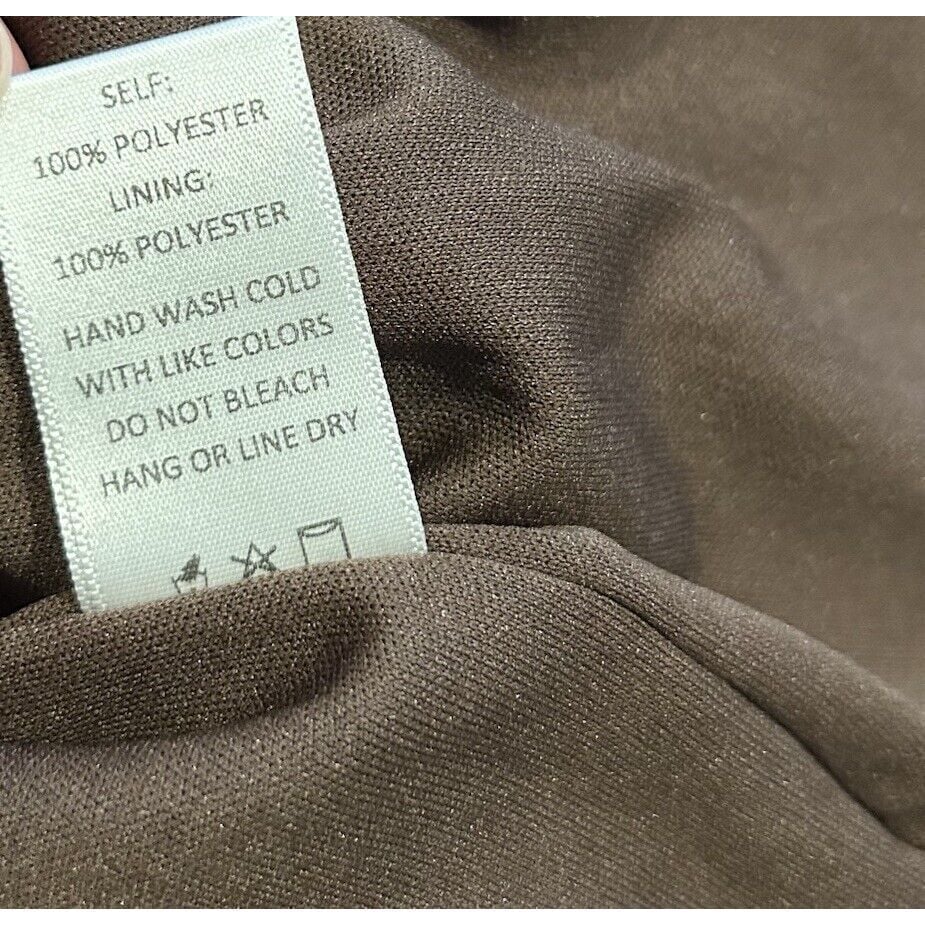 SELF:
100% POLYESTER
LINING:
100% POLYESTER
HAND WASH COLD
WITH LIKE COLORS
DO NOT BLEACH
HANG OR LINE DRY